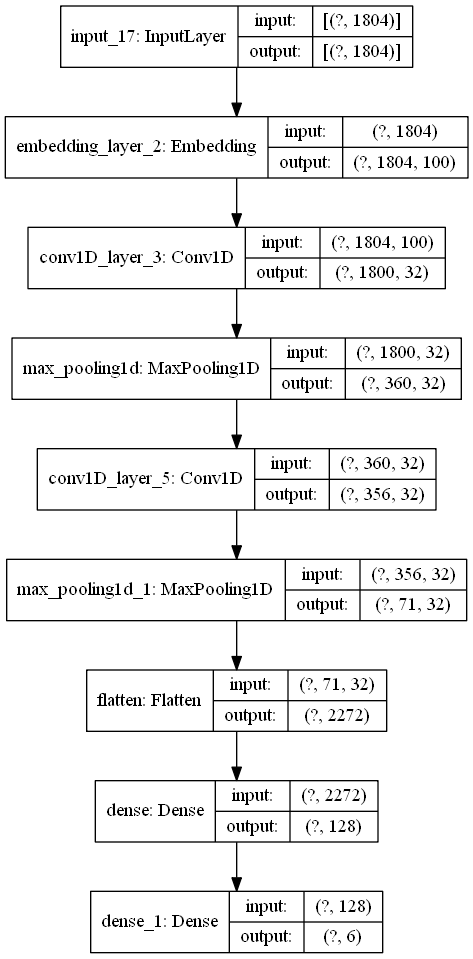 input_17: InputLayer
input: [(?, 1804)]
output: [(?, 1804)]
embedding_layer_2: Embedding
input: (?, 1804)
output: (?, 1804, 100)
conv1D_layer_3: Conv1D
input: (?, 1804, 100)
output: (?, 1800, 32)
max_pooling1d: MaxPooling1D
input: (?, 1800, 32)
output: (?, 360, 32)
conv1D_layer_5: Conv1D
input: (?, 360, 32)
output: (?, 356, 32)
max_pooling1d_1: MaxPooling1D
input: (?, 356, 32)
output: (?, 71, 32)
flatten: Flatten
input: (?, 71, 32)
output: (?, 2272)
dense: Dense
input: (?, 2272)
output: (?, 128)
dense_1: Dense
input: (?, 128)
output: (?, 6)